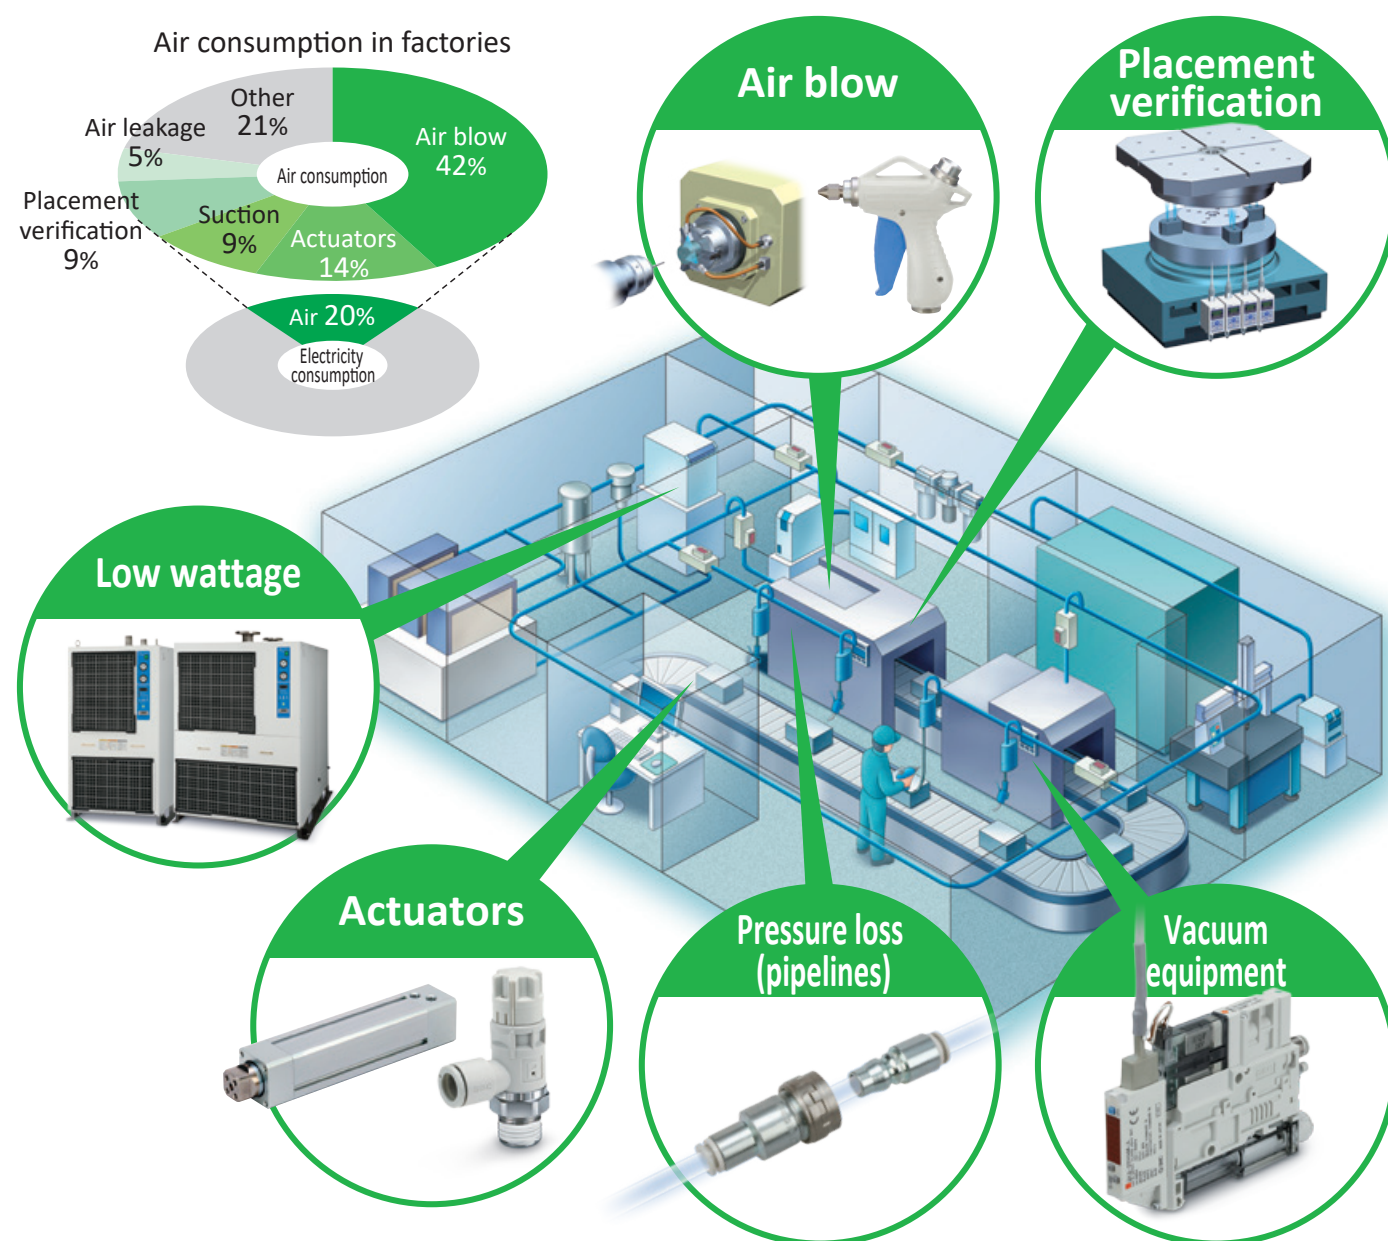 Air consumption in factories
Other
21%
Air leakage
5%
Air blow
42%
Air consumption
Placement
verification
9%
Suction
9%
Actuators
14%
Air 20%
Electricity
consumption
Air blow
Placement
verification
Low wattage
Actuators
Pressure loss
(pipelines)
Vacuum
equipment